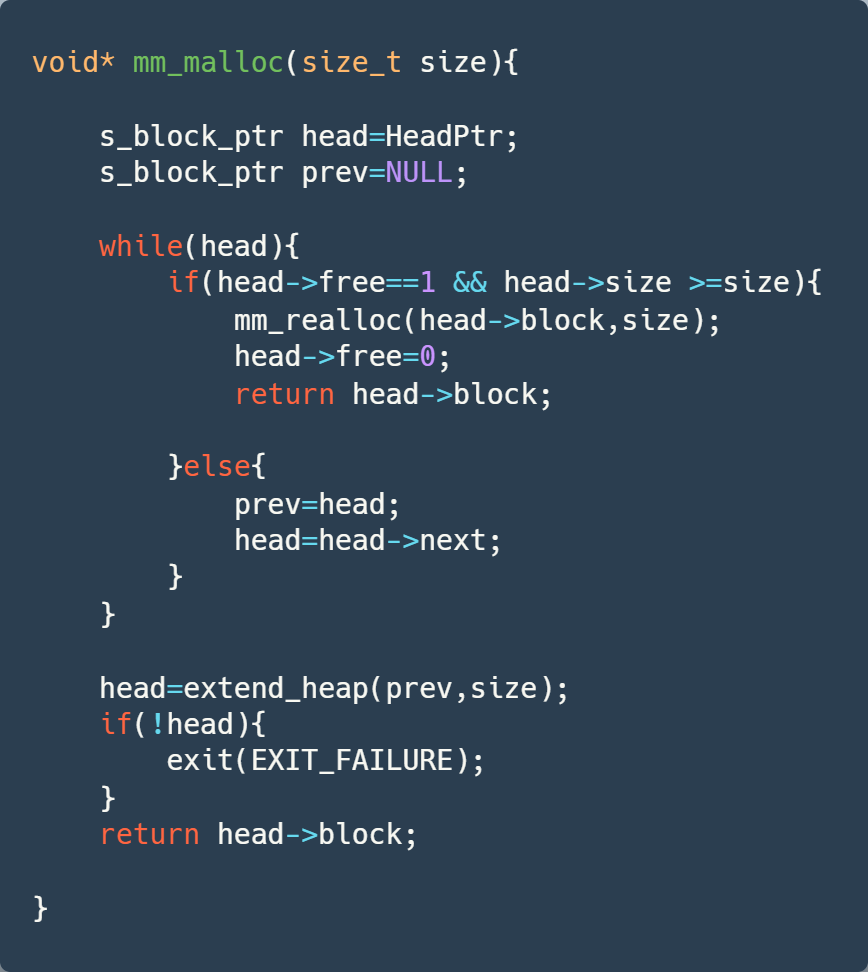 void* mm_malloc(size_t size){
s_block_ptr head=HeadPtr;
s_block_ptr prev=NULL;
while(head){
if(head->free==1 && head->size >=size){
mm_realloc(head->block,size);
head->free=0;
return head->block;
}else{
prev=head;
head=head->next;
}
}
head=extend_heap(prev,size);
if(!head){
exit(EXIT_FAILURE);
}
return head->block;
}